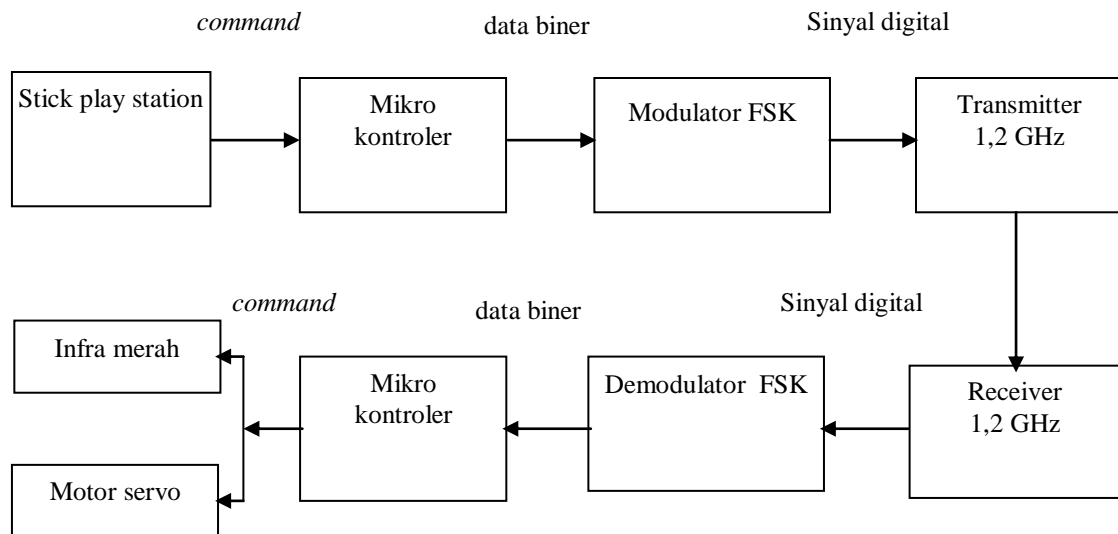 command
data biner
Sinyal digital
Stick play station
Mikro
kontroler
Modulator FSK
Transmitter
1,2 GHz
command
data biner
Sinyal digital
Infra merah
Motor servo
Mikro
kontroler
Demodulator FSK
Receiver
1,2 GHz